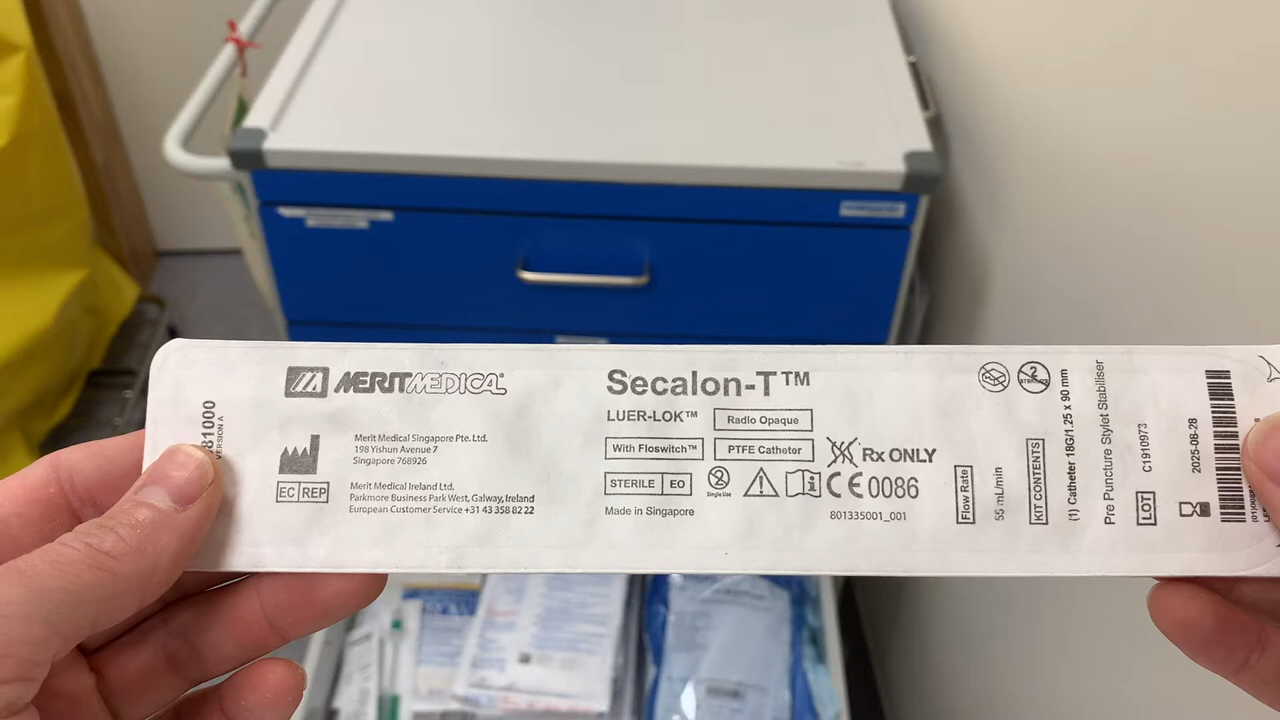 81000
VERSION A
MERITMEDICAL
Merit Medical Singapore Pte. Ltd.
198 Yishun Avenue 7
Singapore 768926
EC REP
Merit Medical Ireland Ltd.
Parkmore Business Park West, Galway, Ireland
European Customer Service +31 43 358 82 22
Secalon-T™
LUER-LOK™
Radio Opaque
With Floswitch™
PTFE Catheter
Rx ONLY
STERILE EO
Single Use
CE 0086
Made in Singapore
801335001_001
2
Flow Rate
55 mL/min
KIT CONTENTS
(1) Catheter 18G/1.25 x 90 mm
Pre Puncture Stylet Stabiliser
LOT
C1910973
2025-08-28